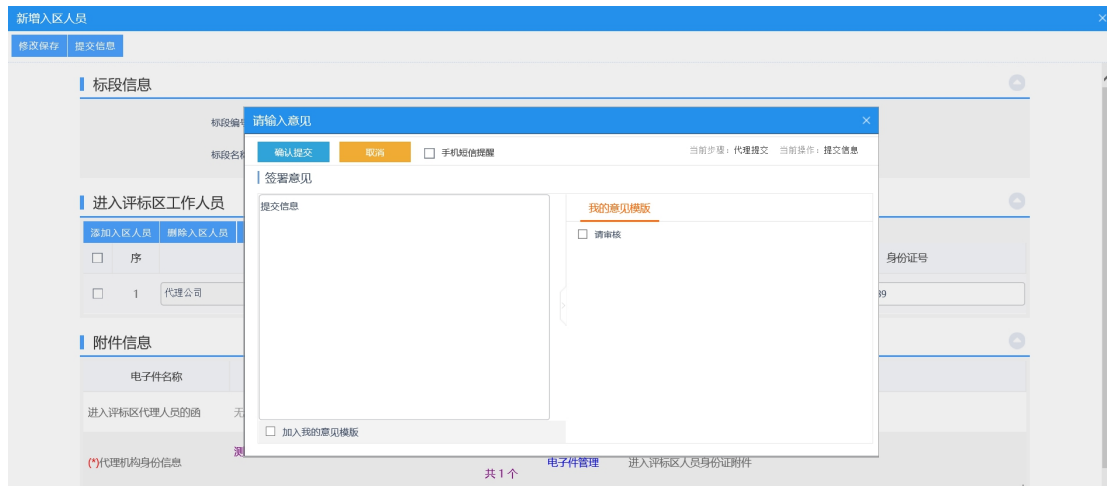 新增入区人员
修改保存 提交信息
标段信息
标段编号
标段名称
请输入意见
确认提交 取消 手机短信提醒 当前步骤：代理提交 当前操作：提交信息
签署意见
提交信息
我的意见模版
请审核
加入我的意见模版
进入评标区工作人员
添加入区人员 删除入区人员
序 身份证号
1 代理公司 39
附件信息
电子件名称
进入评标区代理人员的函 无
(*)代理机构身份信息 测 共1个 电子件管理 进入评标区人员身份证附件